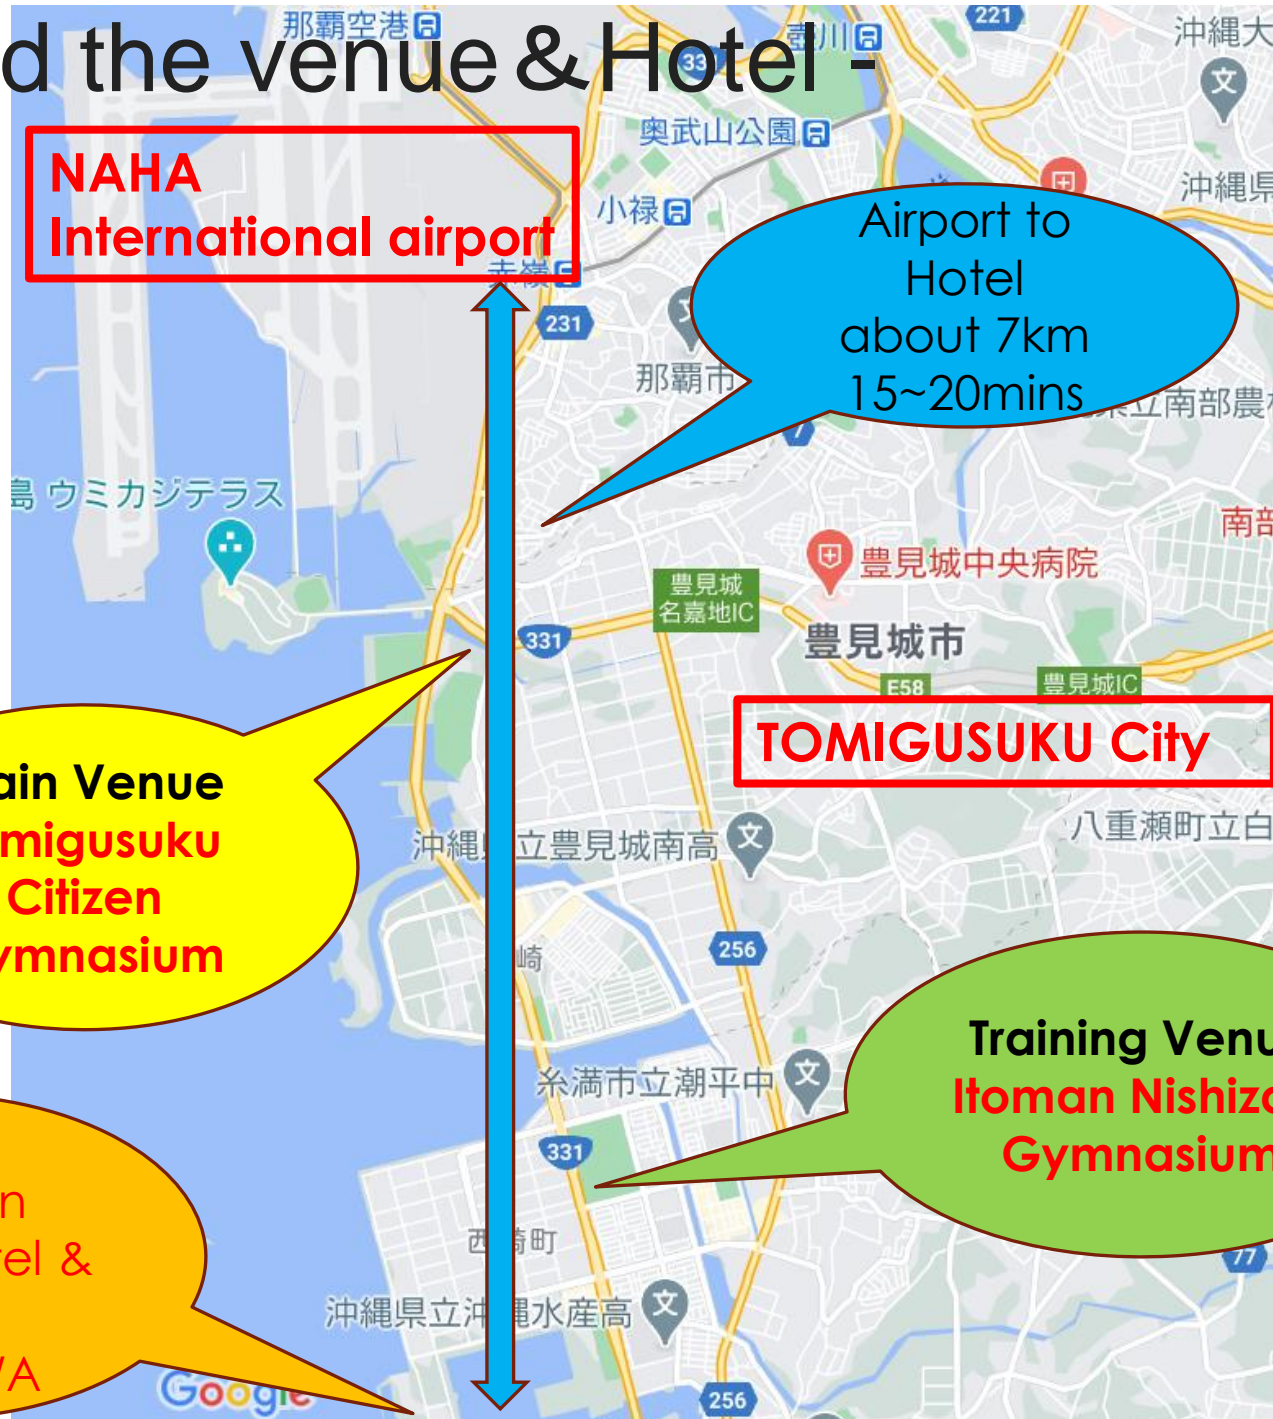 那覇空港
壺川
221
沖縄大
d the venue & Hotel -
33
奥武山公園
NAHA
International airport
小禄
沖縄県
赤嶺
Airport to
Hotel
about 7km
15~20mins
231
那覇市
立南部農
7
島 ウミカジテラス
南部
豊見城中央病院
豊見城
名嘉地IC
331
豊見城市
E58
豊見城IC
TOMIGUSUKU City
ain Venue
migusuku
Citizen
ymnasium
沖縄
立豊見城南高
八重瀬町立白
256
崎
Training Venu
Itoman Nishiza
Gymnasium
糸満市立潮平中
331
n
el &
西崎町
77
沖縄県立沖縄水産高
/A
Google
256